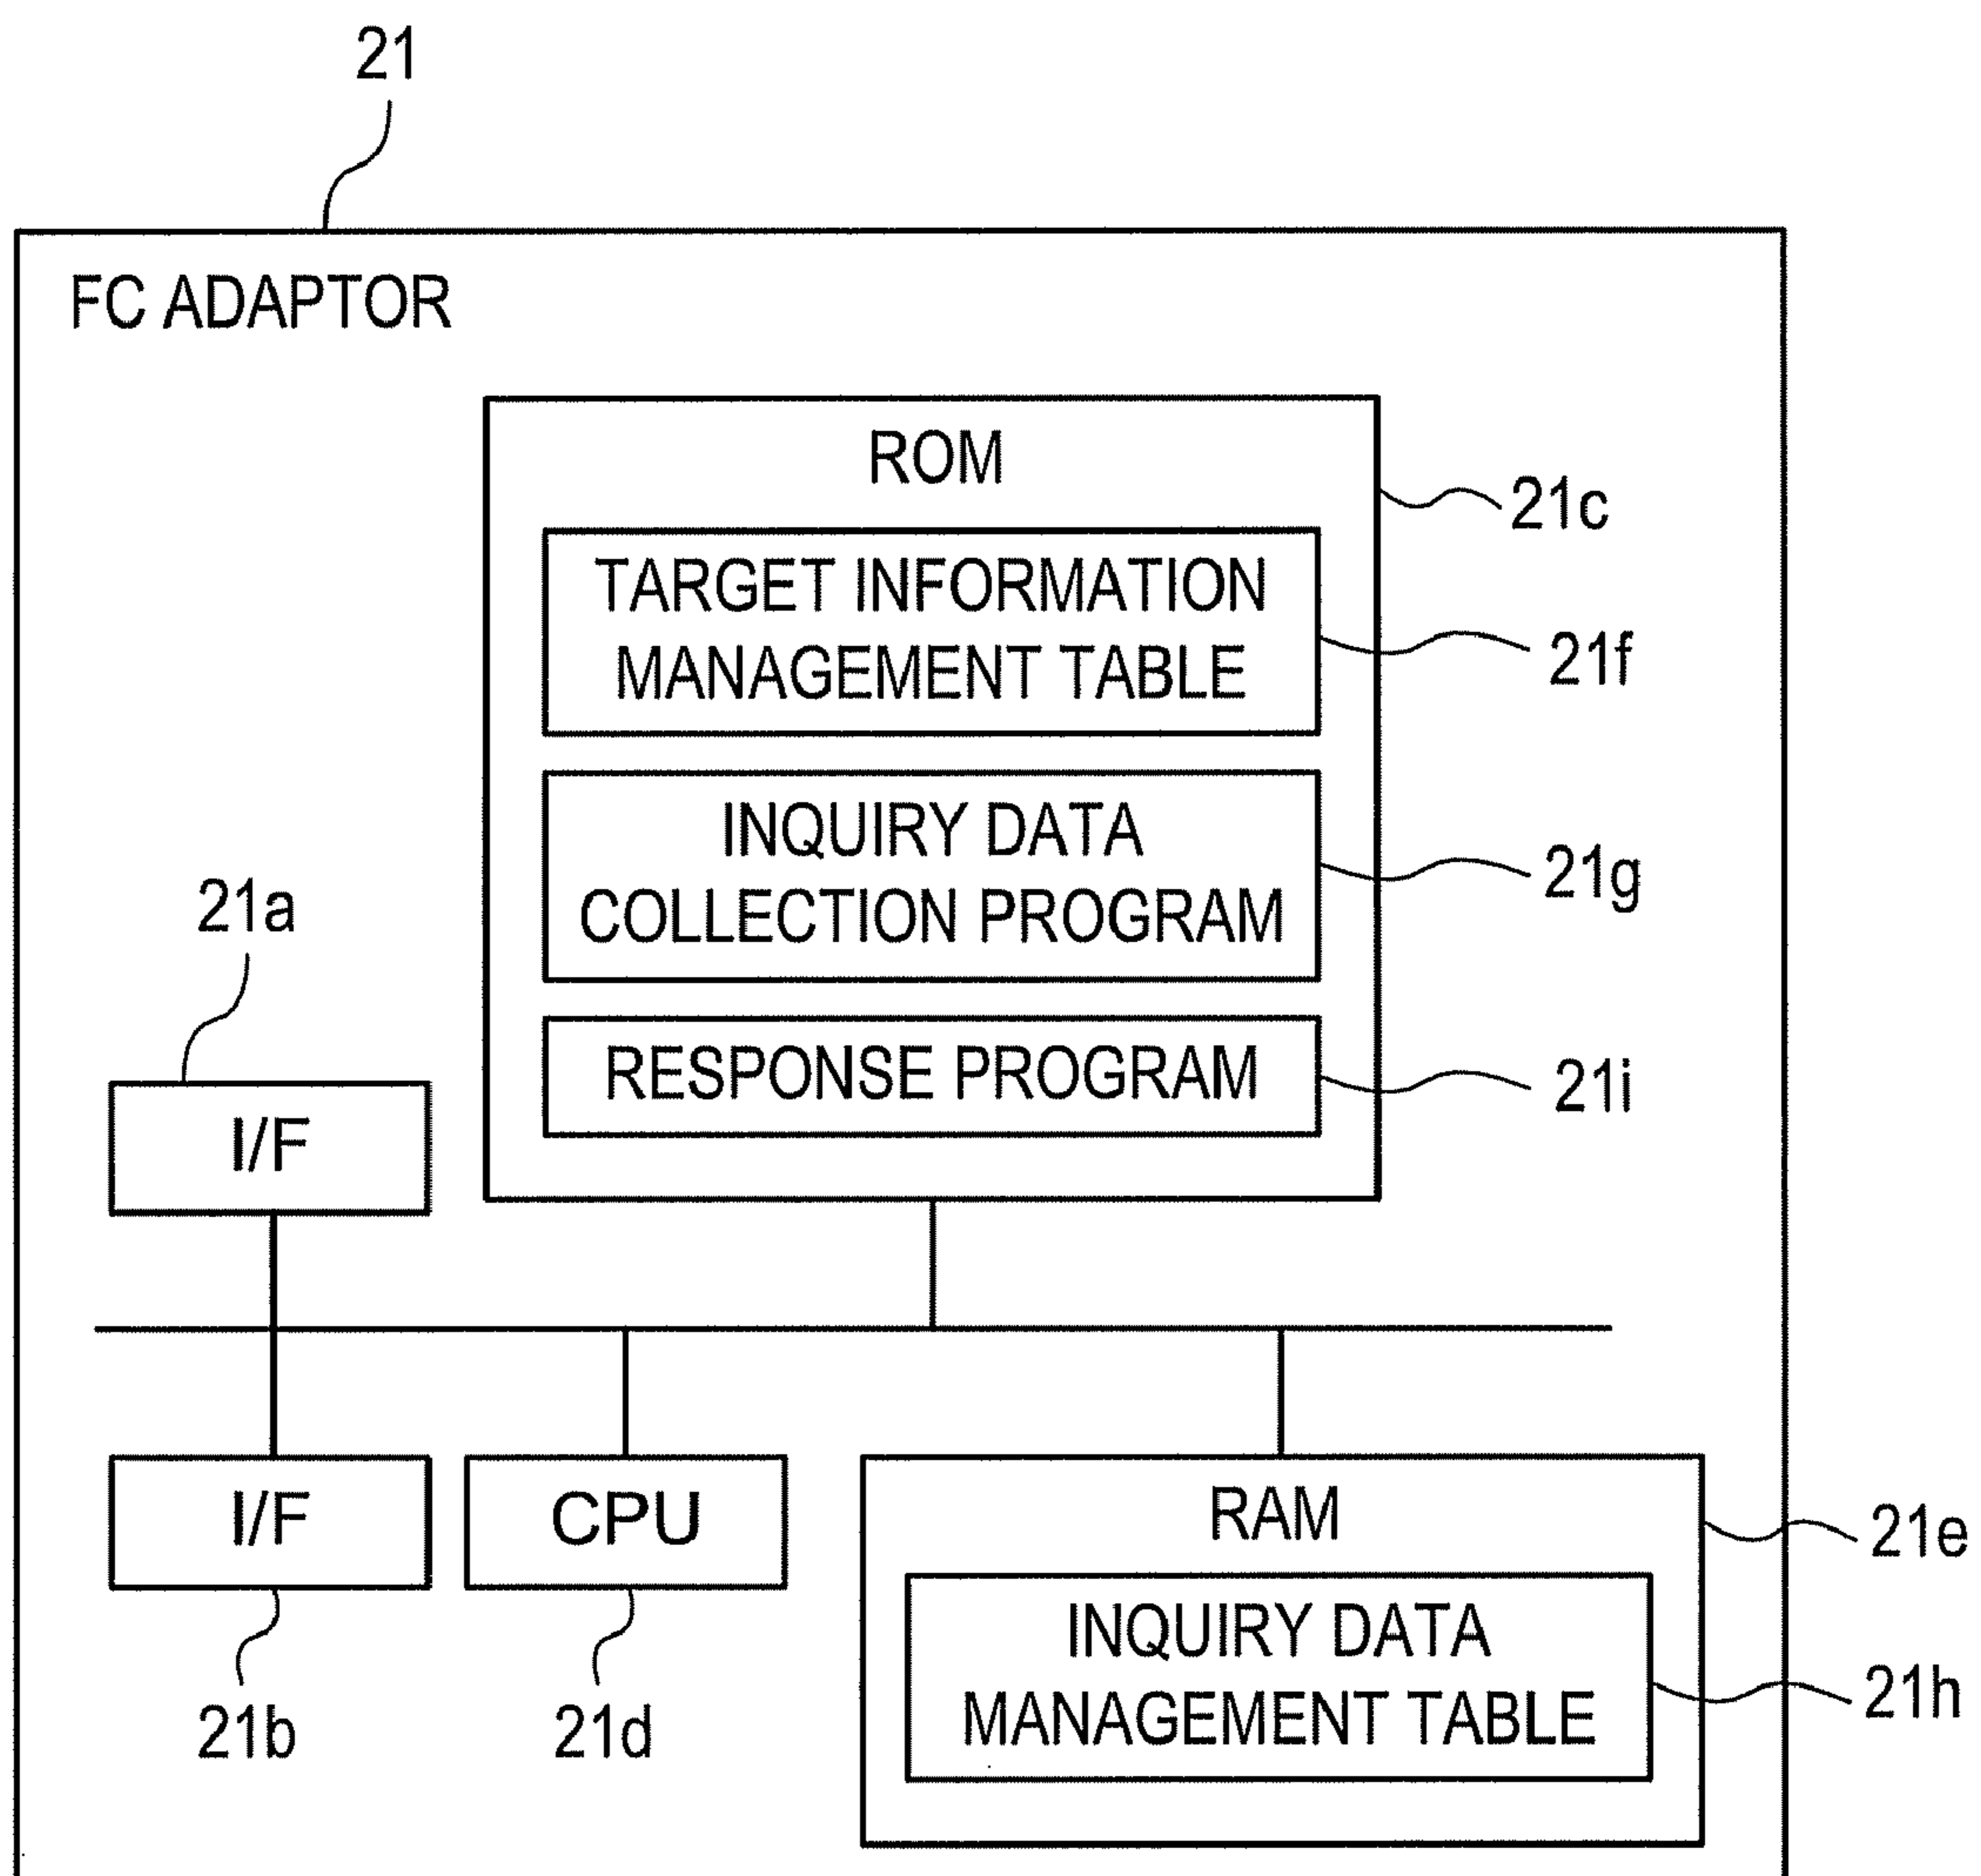 21
FC ADAPTOR
ROM
21c
TARGET INFORMATION
MANAGEMENT TABLE
21f
INQUIRY DATA
COLLECTION PROGRAM
21g
21a
RESPONSE PROGRAM
21i
I/F
I/F
CPU
RAM
21e
INQUIRY DATA
MANAGEMENT TABLE
21h
21b
21d